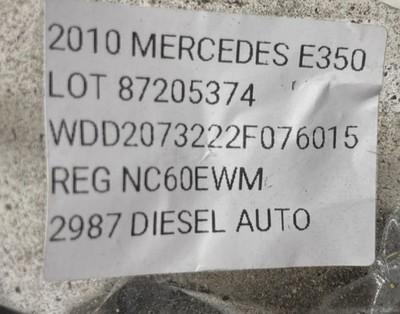 2010 MERCEDES E350
LOT 87205374
WDD2073222F076015
REG NC60EWM
2987 DIESEL AUTO